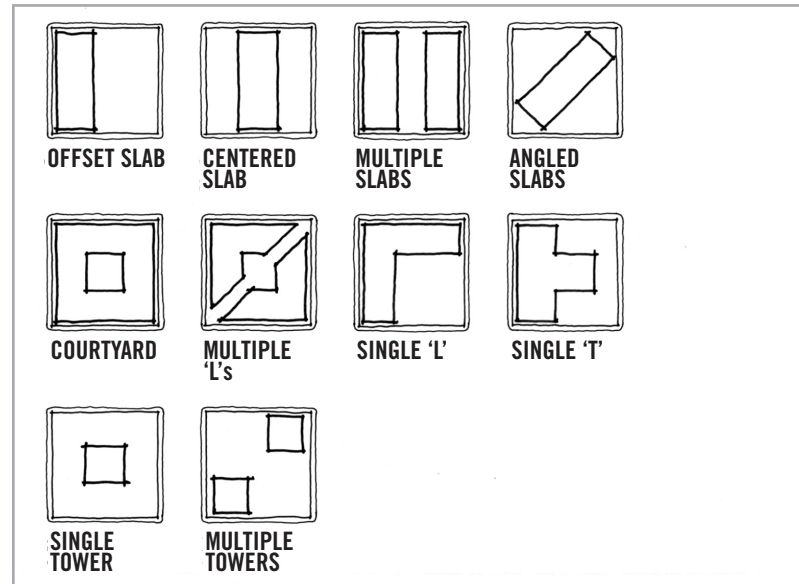 OFFSET SLAB
CENTERED
SLAB
MULTIPLE
SLABS
ANGLED
SLABS
COURTYARD
MULTIPLE
‘L’s
SINGLE ‘L’
SINGLE ‘T’
SINGLE
TOWER
MULTIPLE
TOWERS